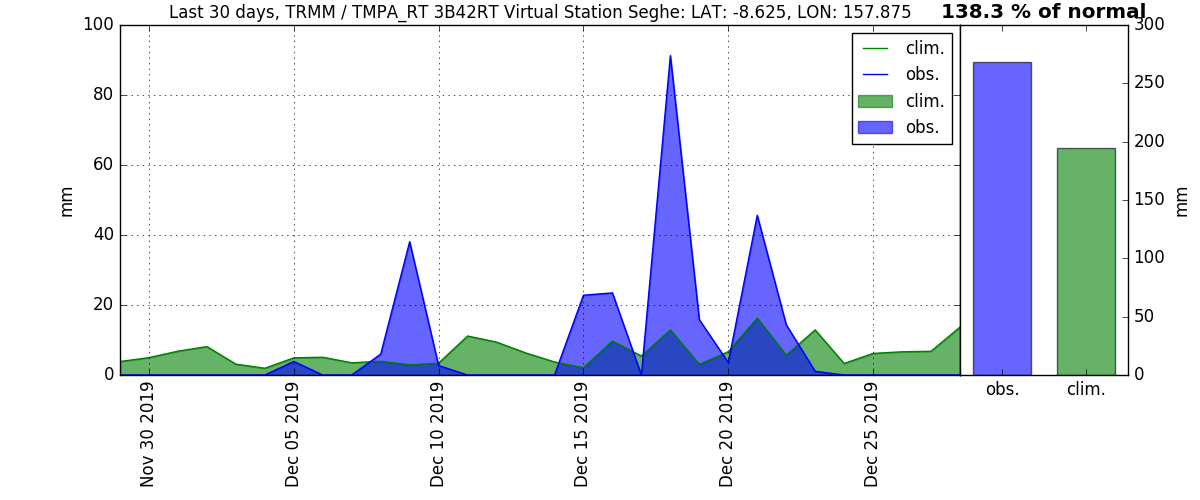 Last 30 days, TRMM / TMPA_RT 3B42RT Virtual Station Seghe: LAT: -8.625, LON: 157.875
138.3 % of normal
100
80
60
40
20
0
mm
clim.
obs.
clim.
obs.
Nov 30 2019
Dec 05 2019
Dec 10 2019
Dec 15 2019
Dec 20 2019
Dec 25 2019
300
250
200
150
100
50
0
mm
obs.
clim.